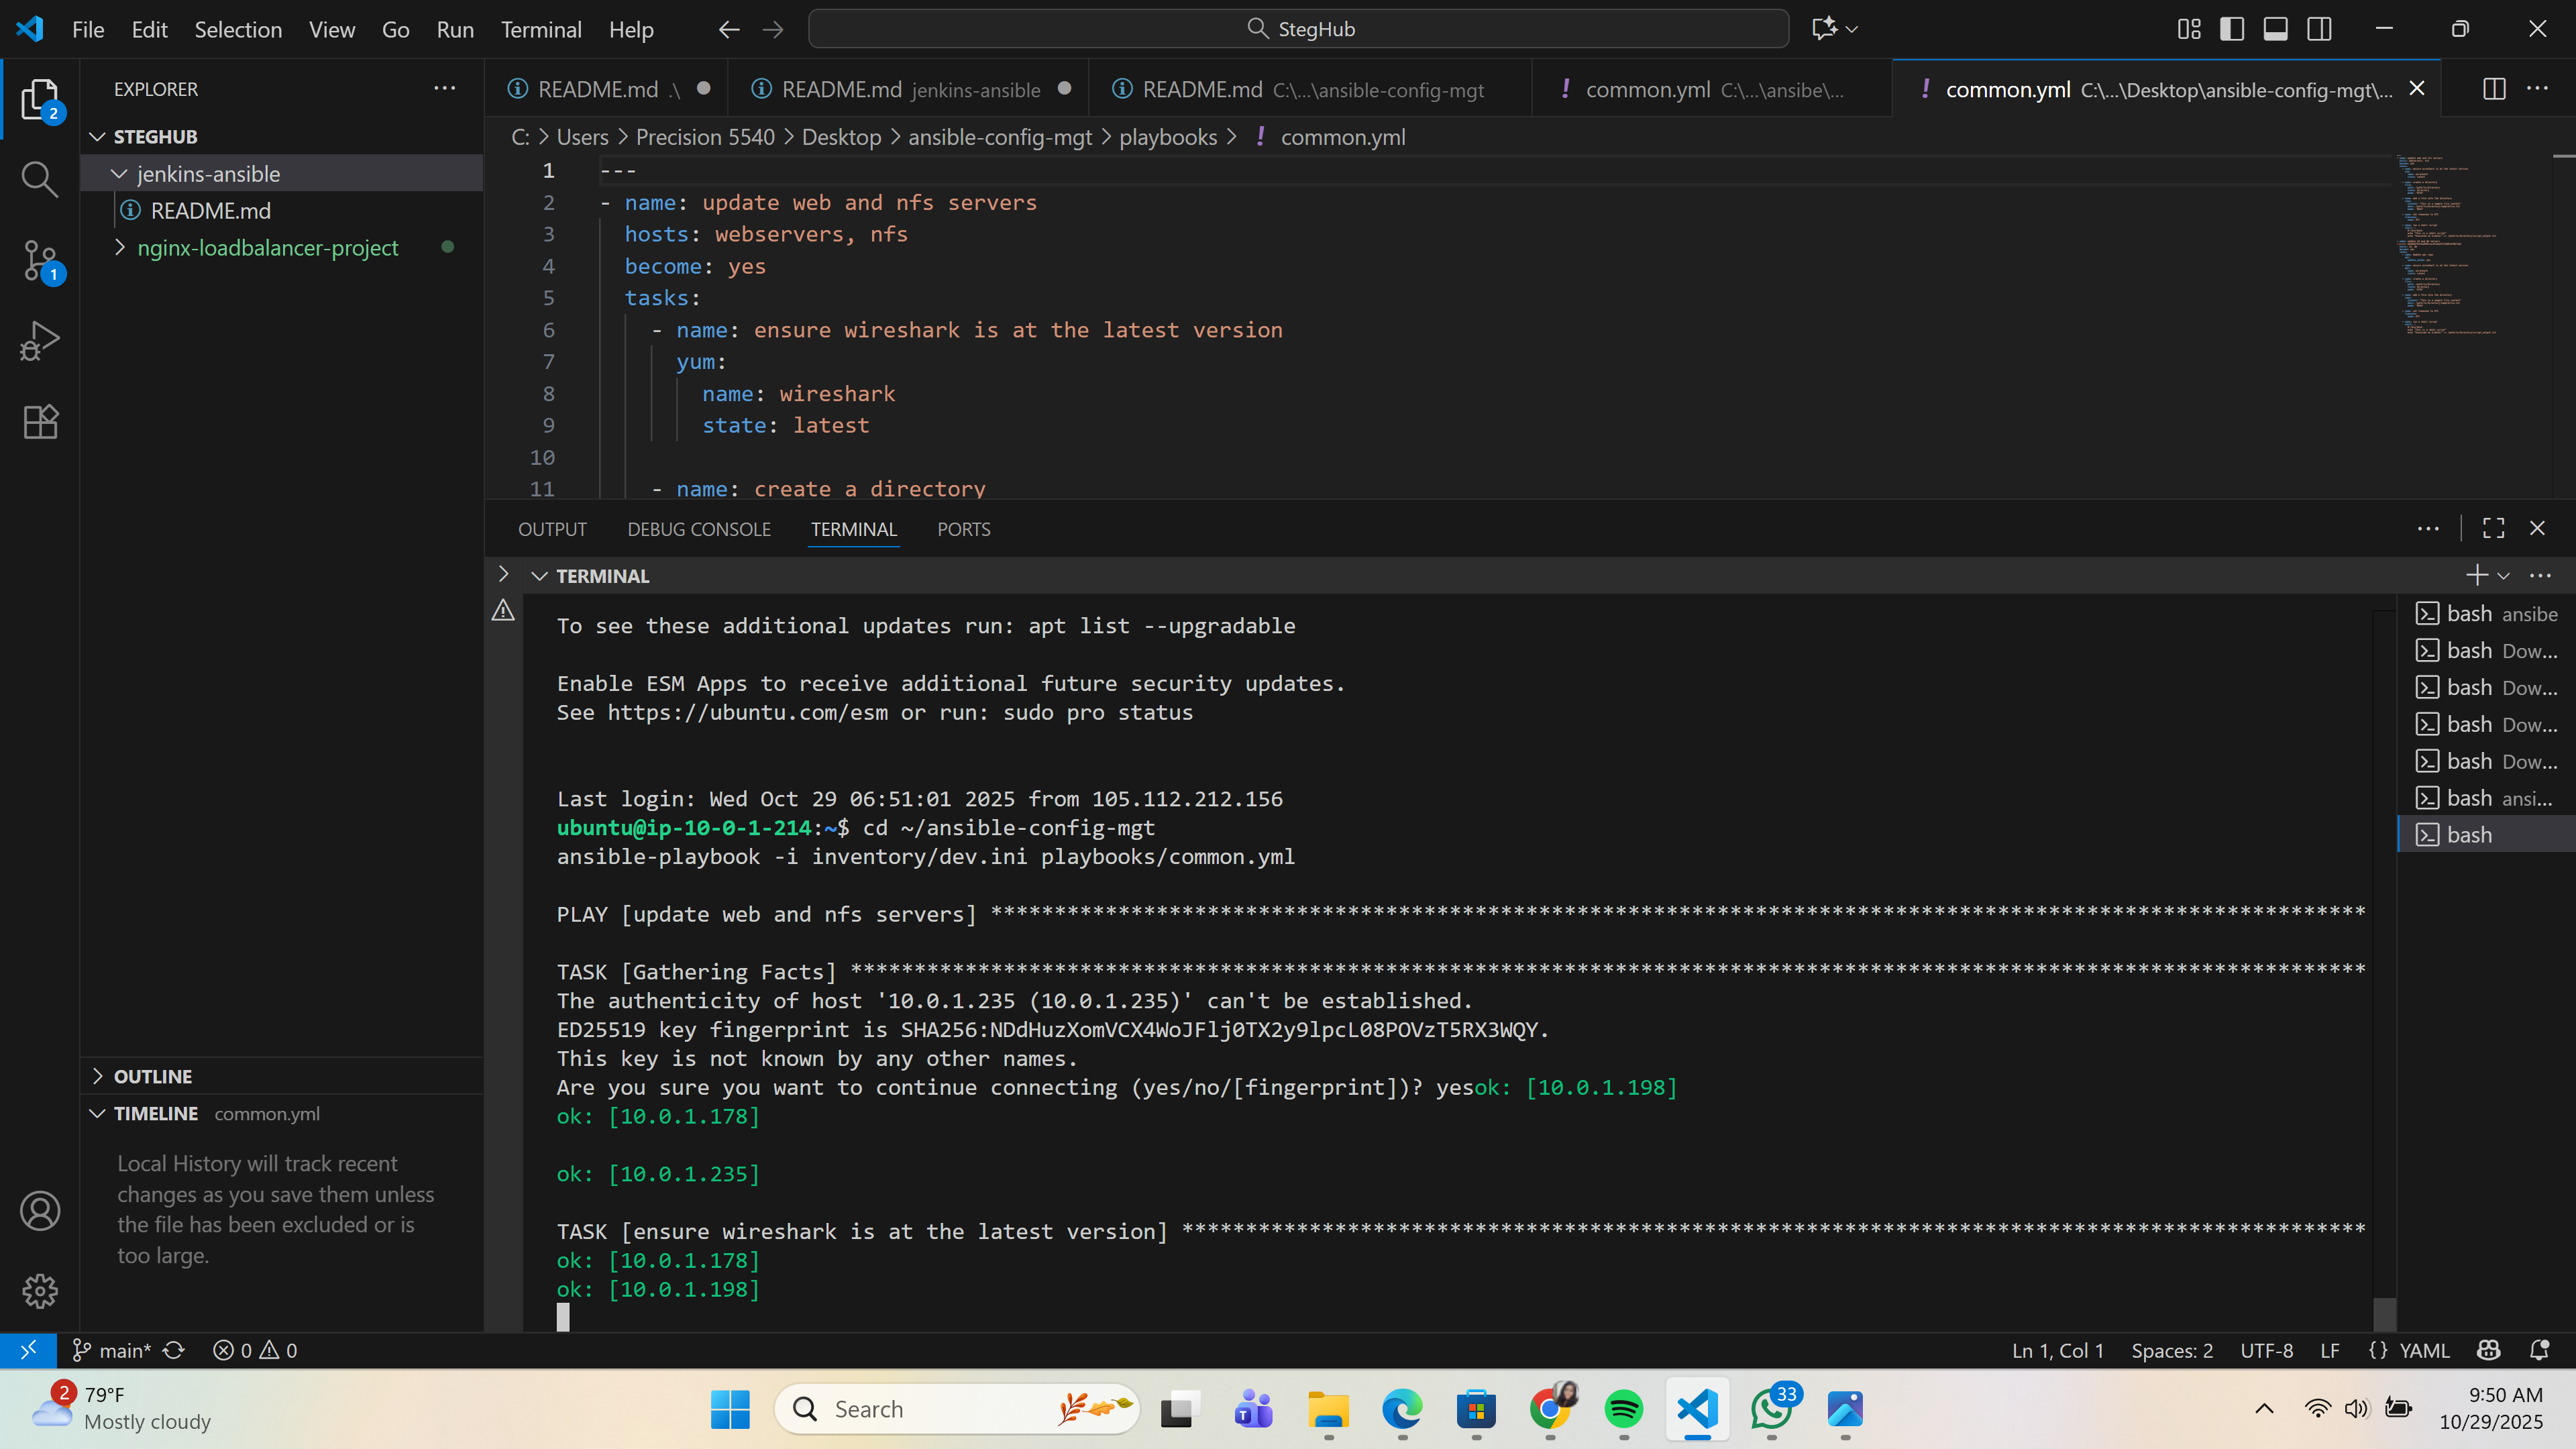 File Edit Selection View Go Run Terminal Help
StegHub
EXPLORER
2
STEGHUB
jenkins-ansible
README.md
nginx-loadbalancer-project
1
OUTLINE
TIMELINE common.yml
Local History will track recent
changes as you save them unless
the file has been excluded or is
too large.
README.md .\
README.md jenkins-ansible
README.md C:\...\ansible-config-mgt
! common.yml C:\...\ansibe\...
! common.yml C:\...\Desktop\ansible-config-mgt\...
C: > Users > Precision 5540 > Desktop > ansible-config-mgt > playbooks > ! common.yml
1 ---
2 - name: update web and nfs servers
3 hosts: webservers, nfs
4 become: yes
5 tasks:
6 - name: ensure wireshark is at the latest version
7 yum:
8 name: wireshark
9 state: latest
10
11 - name: create a directory
OUTPUT DEBUG CONSOLE TERMINAL PORTS
TERMINAL
To see these additional updates run: apt list --upgradable
Enable ESM Apps to receive additional future security updates.
See https://ubuntu.com/esm or run: sudo pro status
Last login: Wed Oct 29 06:51:01 2025 from 105.112.212.156
ubuntu@ip-10-0-1-214:~$ cd ~/ansible-config-mgt
ansible-playbook -i inventory/dev.ini playbooks/common.yml
PLAY [update web and nfs servers] ************************************************************************************************************
TASK [Gathering Facts] ***********************************************************************************************************************
The authenticity of host '10.0.1.235 (10.0.1.235)' can't be established.
ED25519 key fingerprint is SHA256:NDdHuzXomVCX4WoJFlj0TX2y9lpcL08POVzT5RX3WQY.
This key is not known by any other names.
Are you sure you want to continue connecting (yes/no/[fingerprint])? yesok: [10.0.1.198]
ok: [10.0.1.178]
ok: [10.0.1.235]
TASK [ensure wireshark is at the latest version] *********************************************************************************************
ok: [10.0.1.178]
ok: [10.0.1.198]
bash ansibe
bash Dow...
bash Dow...
bash Dow...
bash Dow...
bash ansi...
bash
main* 0 0
Ln 1, Col 1 Spaces: 2 UTF-8 LF {} YAML
2
79°F
Mostly cloudy
Search
33
9:50 AM
10/29/2025